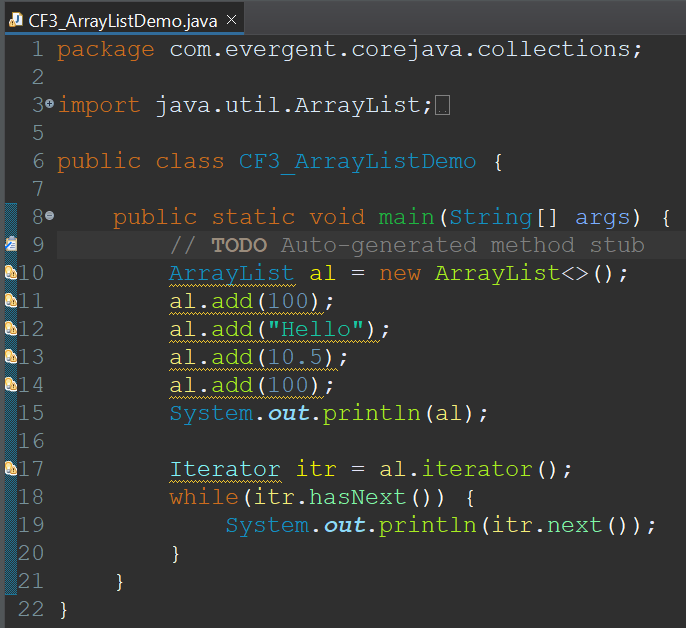 CF3_ArrayListDemo.java ×
1 package com.evergent.corejava.collections;
2
3 import java.util.ArrayList;
5
6 public class CF3_ArrayListDemo {
7
8 public static void main(String[] args) {
9 // TODO Auto-generated method stub
10 ArrayList al = new ArrayList<>();
11 al.add(100);
12 al.add("Hello");
13 al.add(10.5);
14 al.add(100);
15 System.out.println(al);
16
17 Iterator itr = al.iterator();
18 while(itr.hasNext()) {
19 System.out.println(itr.next());
20 }
21 }
22 }